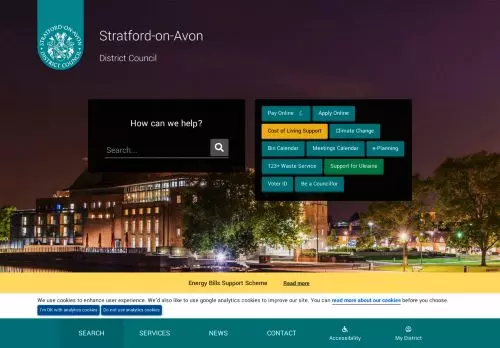 STRATFORD-ON-AVON
DISTRICT COUNCIL
Stratford-on-Avon
District Council
How can we help?
Search...
Pay Online £ Apply Online
Cost of Living Support Climate Change
Bin Calendar Meetings Calendar e-Planning
123+ Waste Service Support for Ukraine
Voter ID Be a Councillor
Energy Bills Support Scheme Read more
We use cookies to enhance user experience. We'd also like to use google analytics cookies to improve our site. You can read more about our cookies before you choose.
I'm OK with analytics cookies Do not use analytics cookies
SEARCH SERVICES NEWS CONTACT Accessibility My District